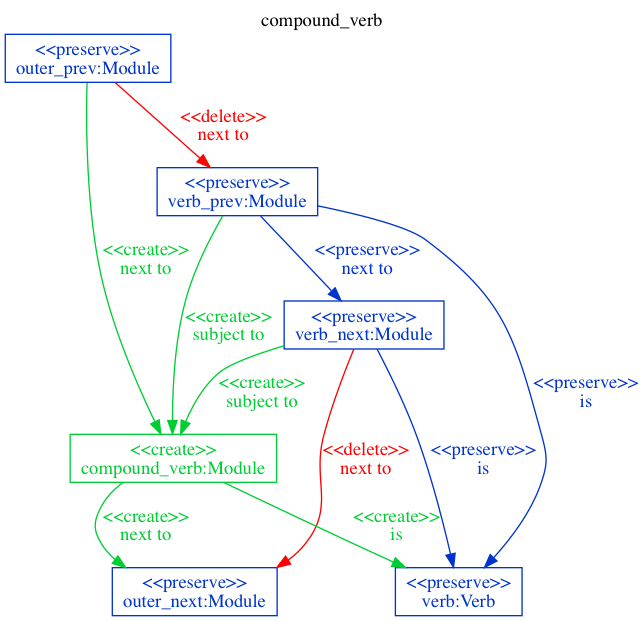 compound_verb
<<preserve>>
outer_prev:Module
<<delete>>
next to
<<preserve>>
verb_prev:Module
<<create>>
next to
<<preserve>>
next to
<<create>>
subject to
<<preserve>>
verb_next:Module
<<create>>
subject to
<<preserve>>
is
<<create>>
compound_verb:Module
<<delete>>
next to
<<preserve>>
is
<<create>>
next to
<<create>>
is
<<preserve>>
outer_next:Module
<<preserve>>
verb:Verb